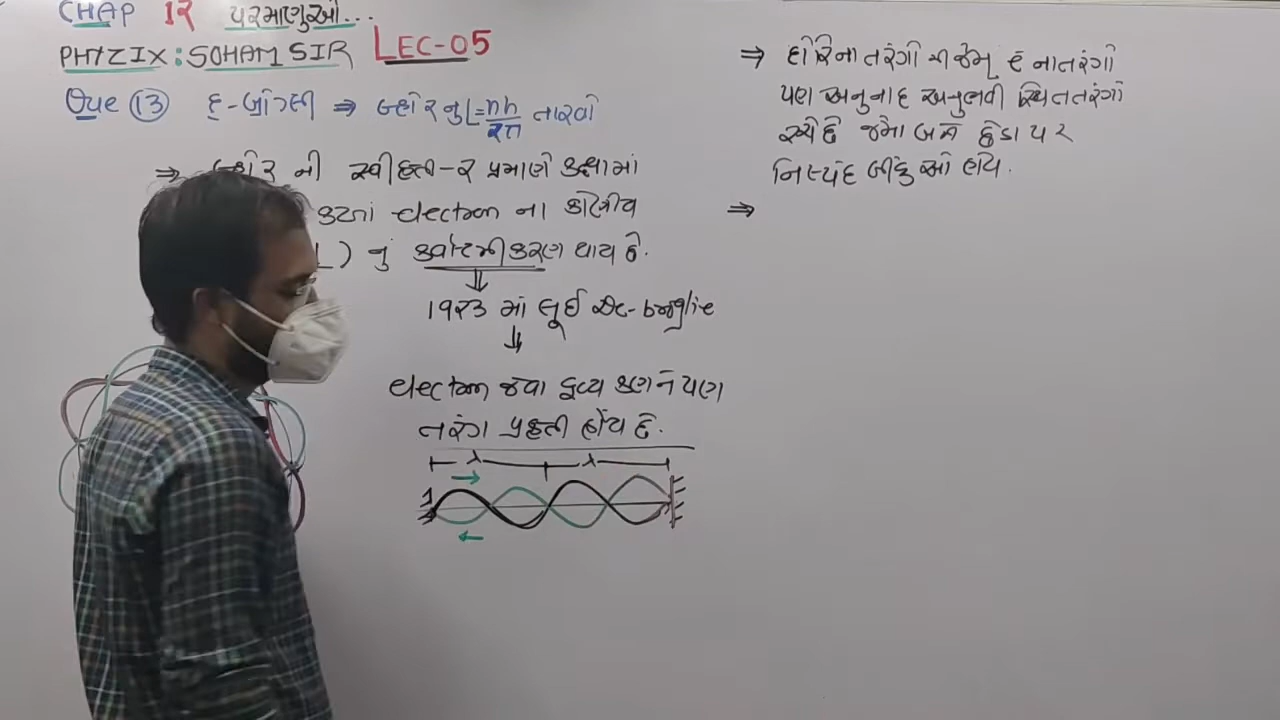 CHAP 12 પરમાણુઓ...
PHYZIX : SOHAM SIR LEC-05
Que 13 દ-બ્રોગ્લી ⇒ બ્હોરનું L=nh/2π તારવો
⇒ બ્હોર ની સ્વીકૃતી-૨ પ્રમાણે કક્ષામાં
ફરતાં electron ના કોણીય
L) નું ક્વોન્ટમીકરણ થાય છે.
⇓
1923 માં લૂઈ De-broglie
⇓
electron જેવા દ્રવ્ય કણને પણ
તરંગ પ્રકૃતી હોય છે.
λ λ
→
←
⇒ દોરિના તરંગો ની જેમ દ ના તરંગો
પણ અનુનાદ અનુભવી સ્થિત તરંગો
રચે છે જેમાં બંને છેડા પર
નિસ્પંદ બીંદુઓ હોય.
⇒